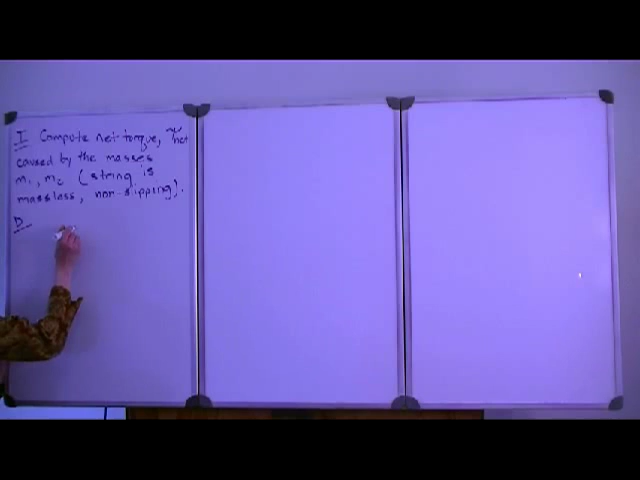 I Compute net torque, τnet
caused by the masses
m1, m2 (string is
massless, non-slipping).
D